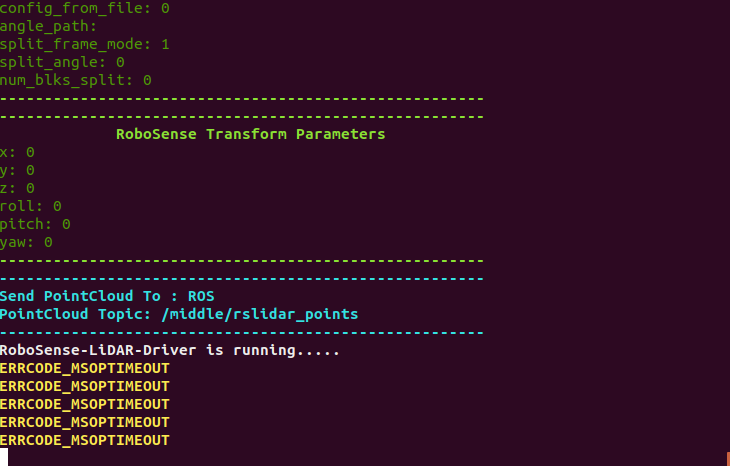 config_from_file: 0
angle_path:
split_frame_mode: 1
split_angle: 0
num_blks_split: 0
------------------------------------------------------
------------------------------------------------------
             RoboSense Transform Parameters
x: 0
y: 0
z: 0
roll: 0
pitch: 0
yaw: 0
------------------------------------------------------
------------------------------------------------------
Send PointCloud To : ROS
PointCloud Topic: /middle/rslidar_points
------------------------------------------------------
RoboSense-LiDAR-Driver is running.....
ERRCODE_MSOPTIMEOUT
ERRCODE_MSOPTIMEOUT
ERRCODE_MSOPTIMEOUT
ERRCODE_MSOPTIMEOUT
ERRCODE_MSOPTIMEOUT